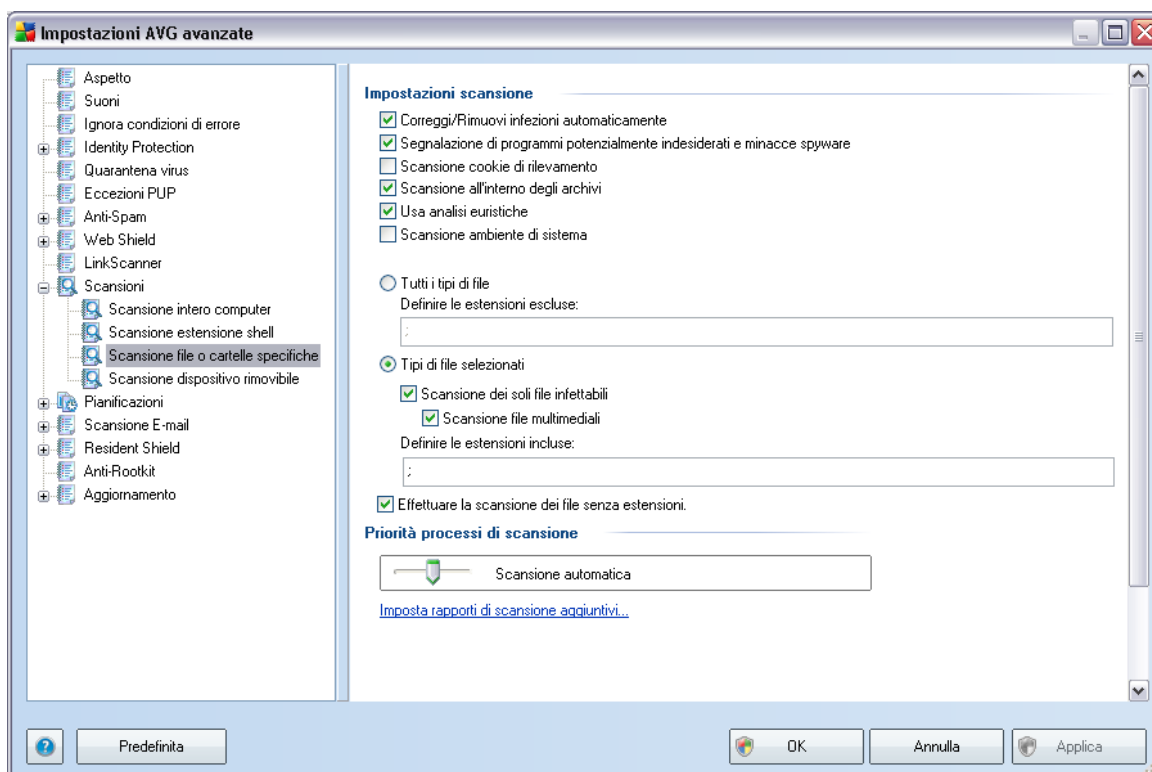 Impostazioni AVG avanzate
Aspetto
Suoni
Ignora condizioni di errore
Identity Protection
Quarantena virus
Eccezioni PUP
Anti-Spam
Web Shield
LinkScanner
Scansioni
Scansione intero computer
Scansione estensione shell
Scansione file o cartelle specifiche
Scansione dispositivo rimovibile
Pianificazioni
Scansione E-mail
Resident Shield
Anti-Rootkit
Aggiornamento
Impostazioni scansione
Correggi/Rimuovi infezioni automaticamente
Segnalazione di programmi potenzialmente indesiderati e minacce spyware
Scansione cookie di rilevamento
Scansione all'interno degli archivi
Usa analisi euristiche
Scansione ambiente di sistema
Tutti i tipi di file
Definire le estensioni escluse:
;
Tipi di file selezionati
Scansione dei soli file infettabili
Scansione file multimediali
Definire le estensioni incluse:
;
Effettuare la scansione dei file senza estensioni.
Priorità processi di scansione
Scansione automatica
Imposta rapporti di scansione aggiuntivi...
Predefinita
OK
Annulla
Applica